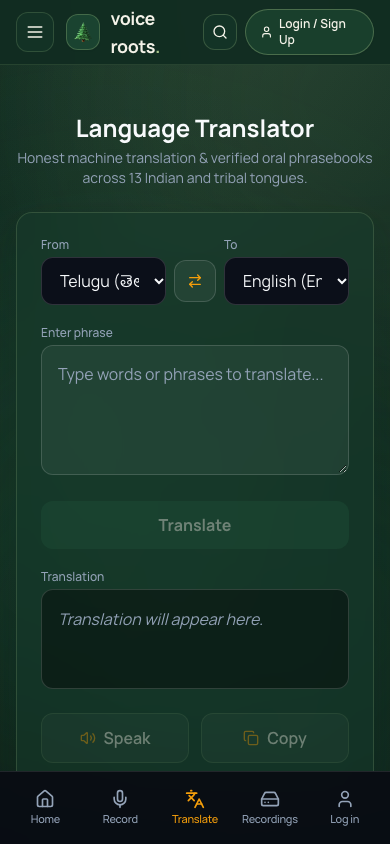 voice
roots.
Login / Sign
Up
Language Translator
Honest machine translation & verified oral phrasebooks
across 13 Indian and tribal tongues.
From
To
Telugu (తె
English (Er
Enter phrase
Type words or phrases to translate...
Translate
Translation
Translation will appear here.
Speak
Copy
Home
Record
Translate
Recordings
Log in